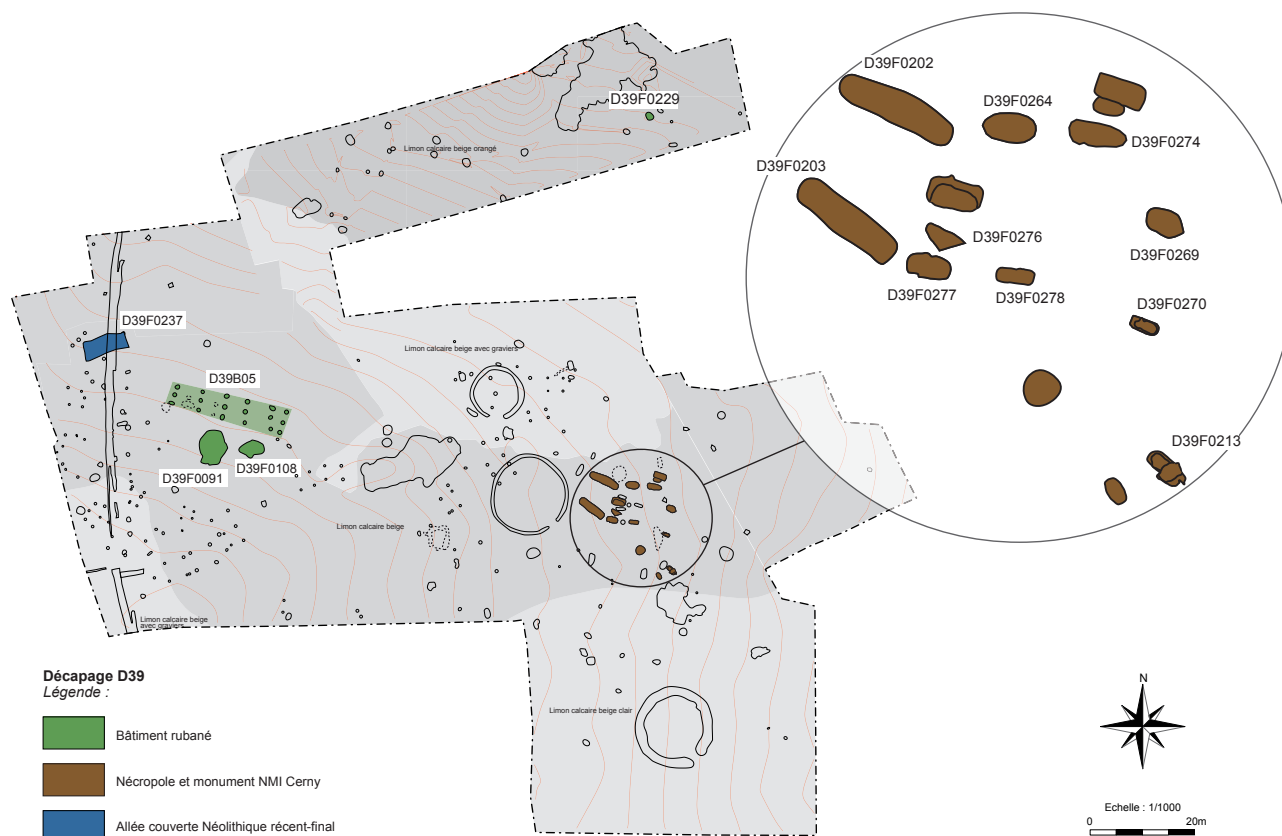 D39F0202
D39F0264
D39F0229
D39F0274
Limon calcaire beige orangé
D39F0203
D39F0276
D39F0269
D39F0277
D39F0278
D39F0270
D39F0237
Limon calcaire beige avec graviers
D39B05
D39F0213
D39F0091
D39F0108
Limon calcaire beige
Limon calcaire beige
avec graviers
Limon calcaire beige clair
Décapage D39
Légende :
Bâtiment rubané
Nécropole et monument NMI Cerny
Allée couverte Néolithique récent-final
N
Echelle : 1/1000
0 20m